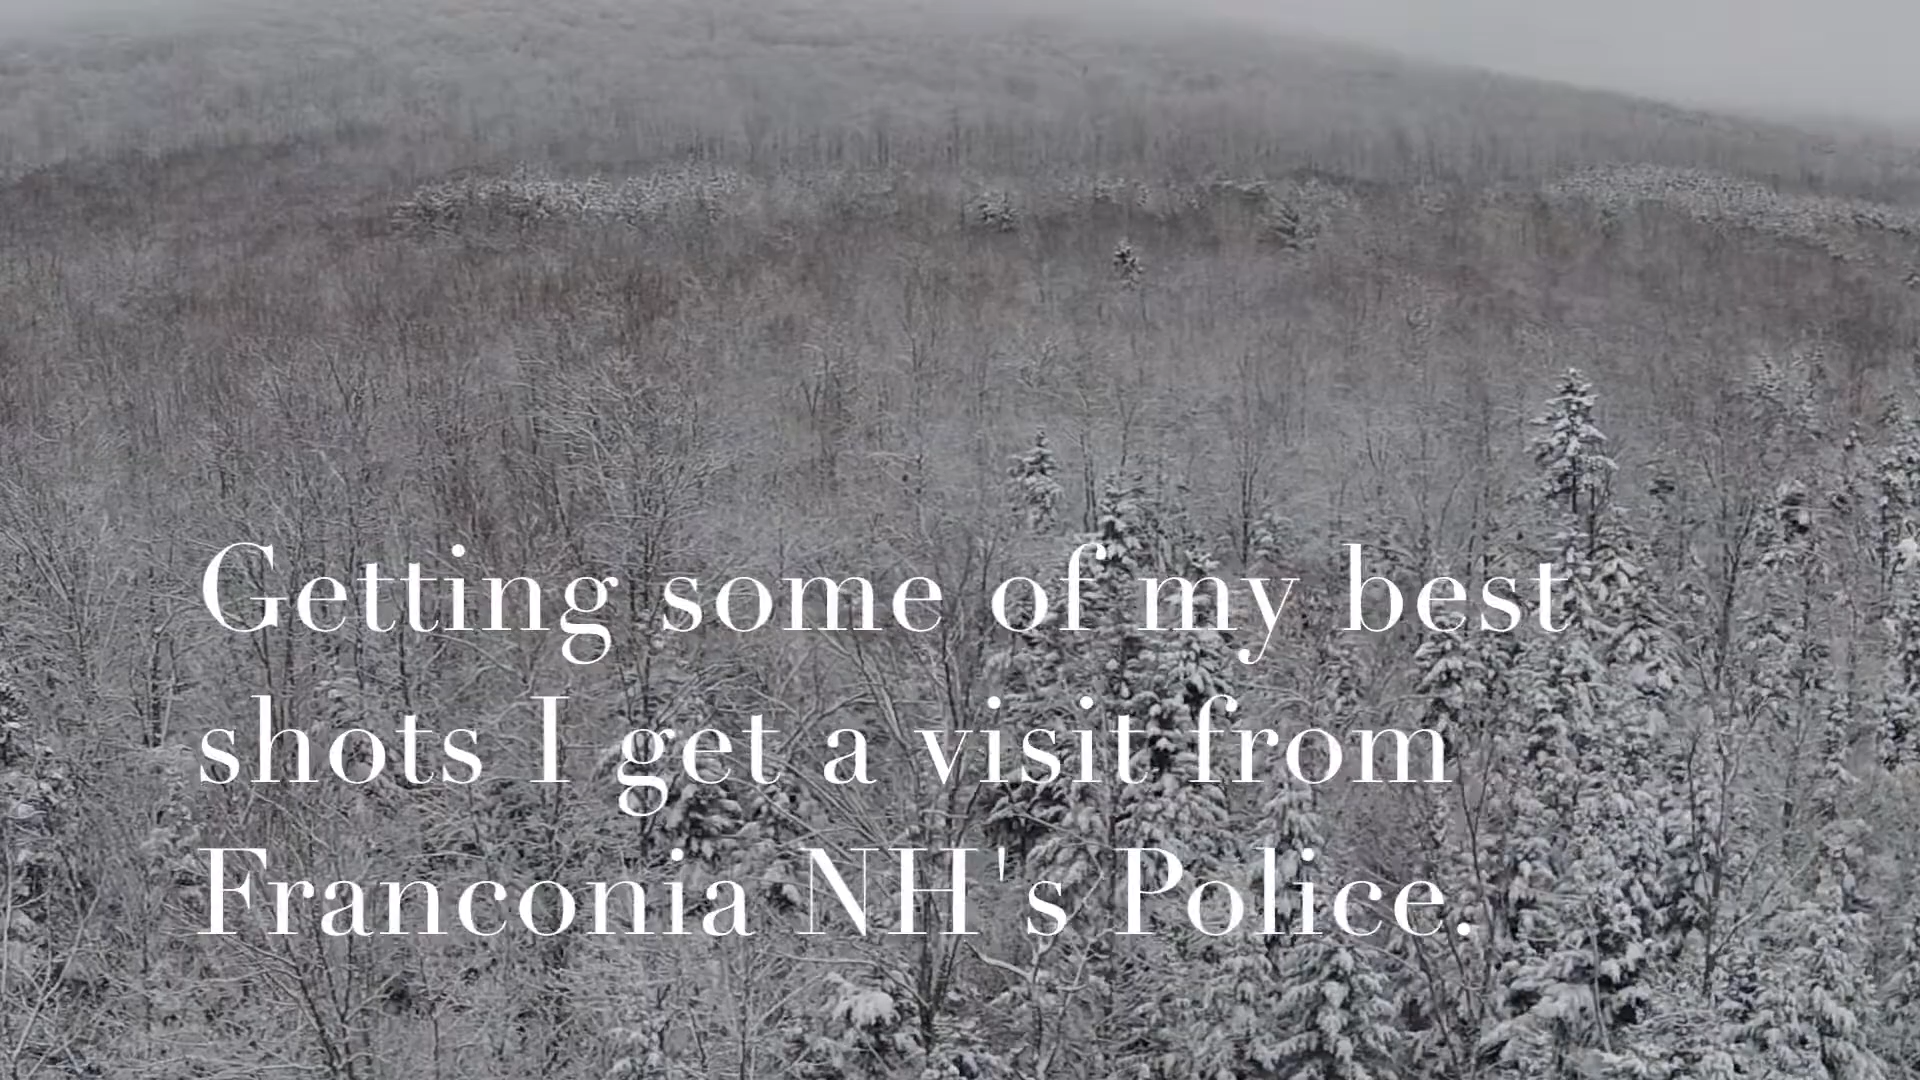 Getting some of my best
shots I get a visit from
Franconia NH's Police.